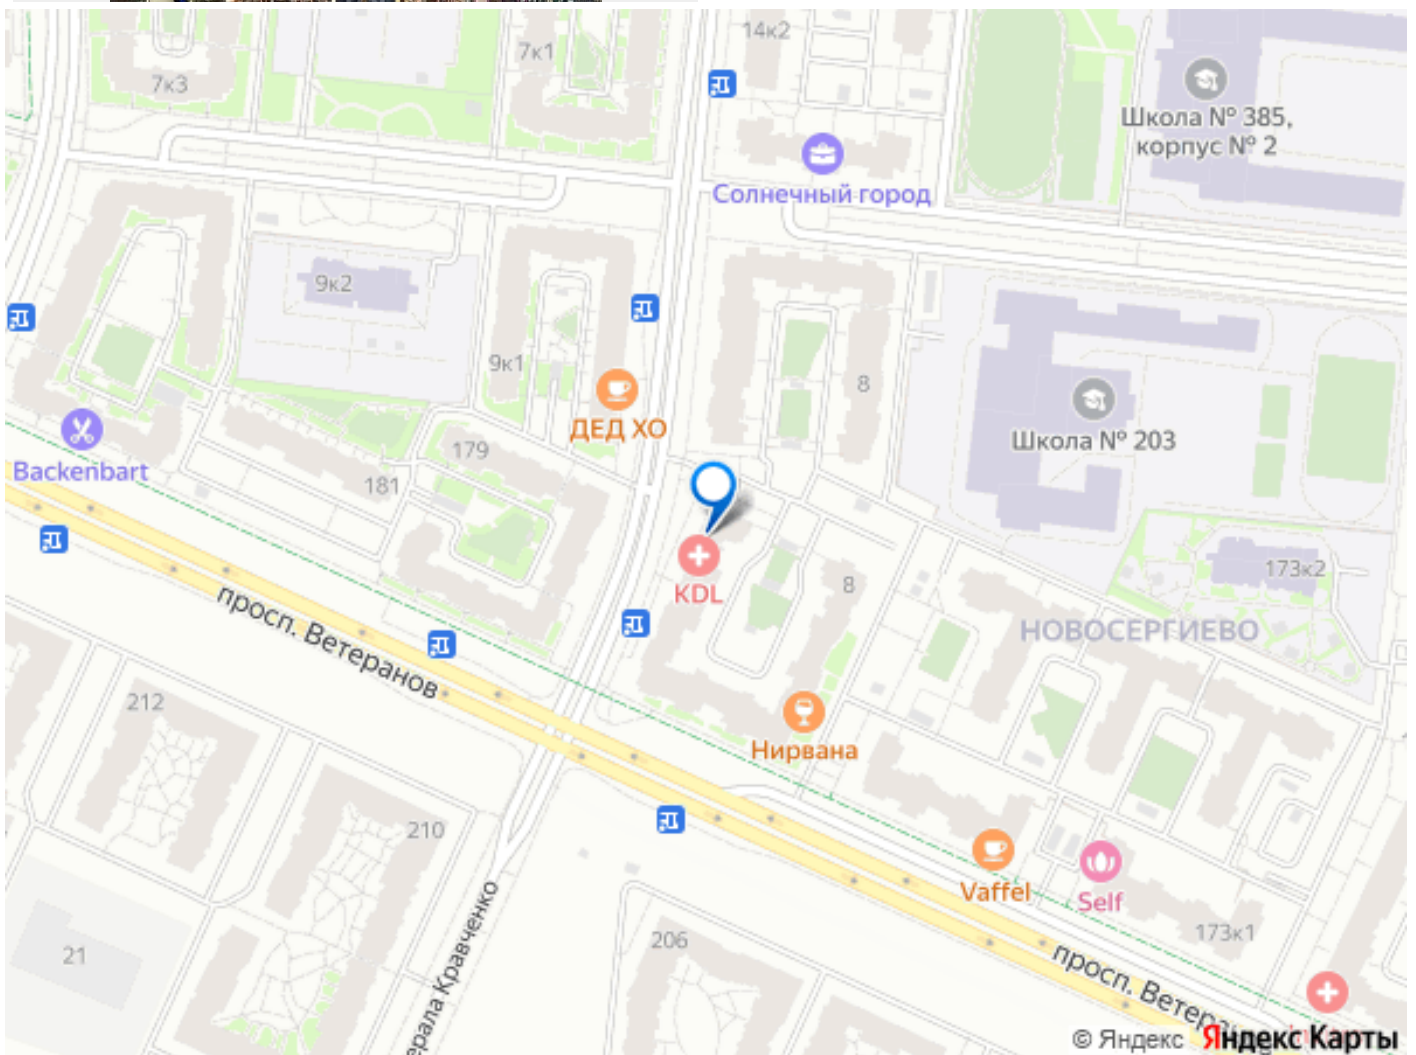 14к2
7к1
7к3
Школа № 385,
корпус № 2
Солнечный город
9к2
9к1
8
ДЕД ХО
Школа № 203
Backenbart
179
181
KDL
8
173к2
НОВОСЕРГИЕВО
просп. Ветеранов
212
Нирвана
210
Vaffel
Self
206
173к1
21
ерала Кравченко
просп. Ветера
© Яндекс Яндекс Карты